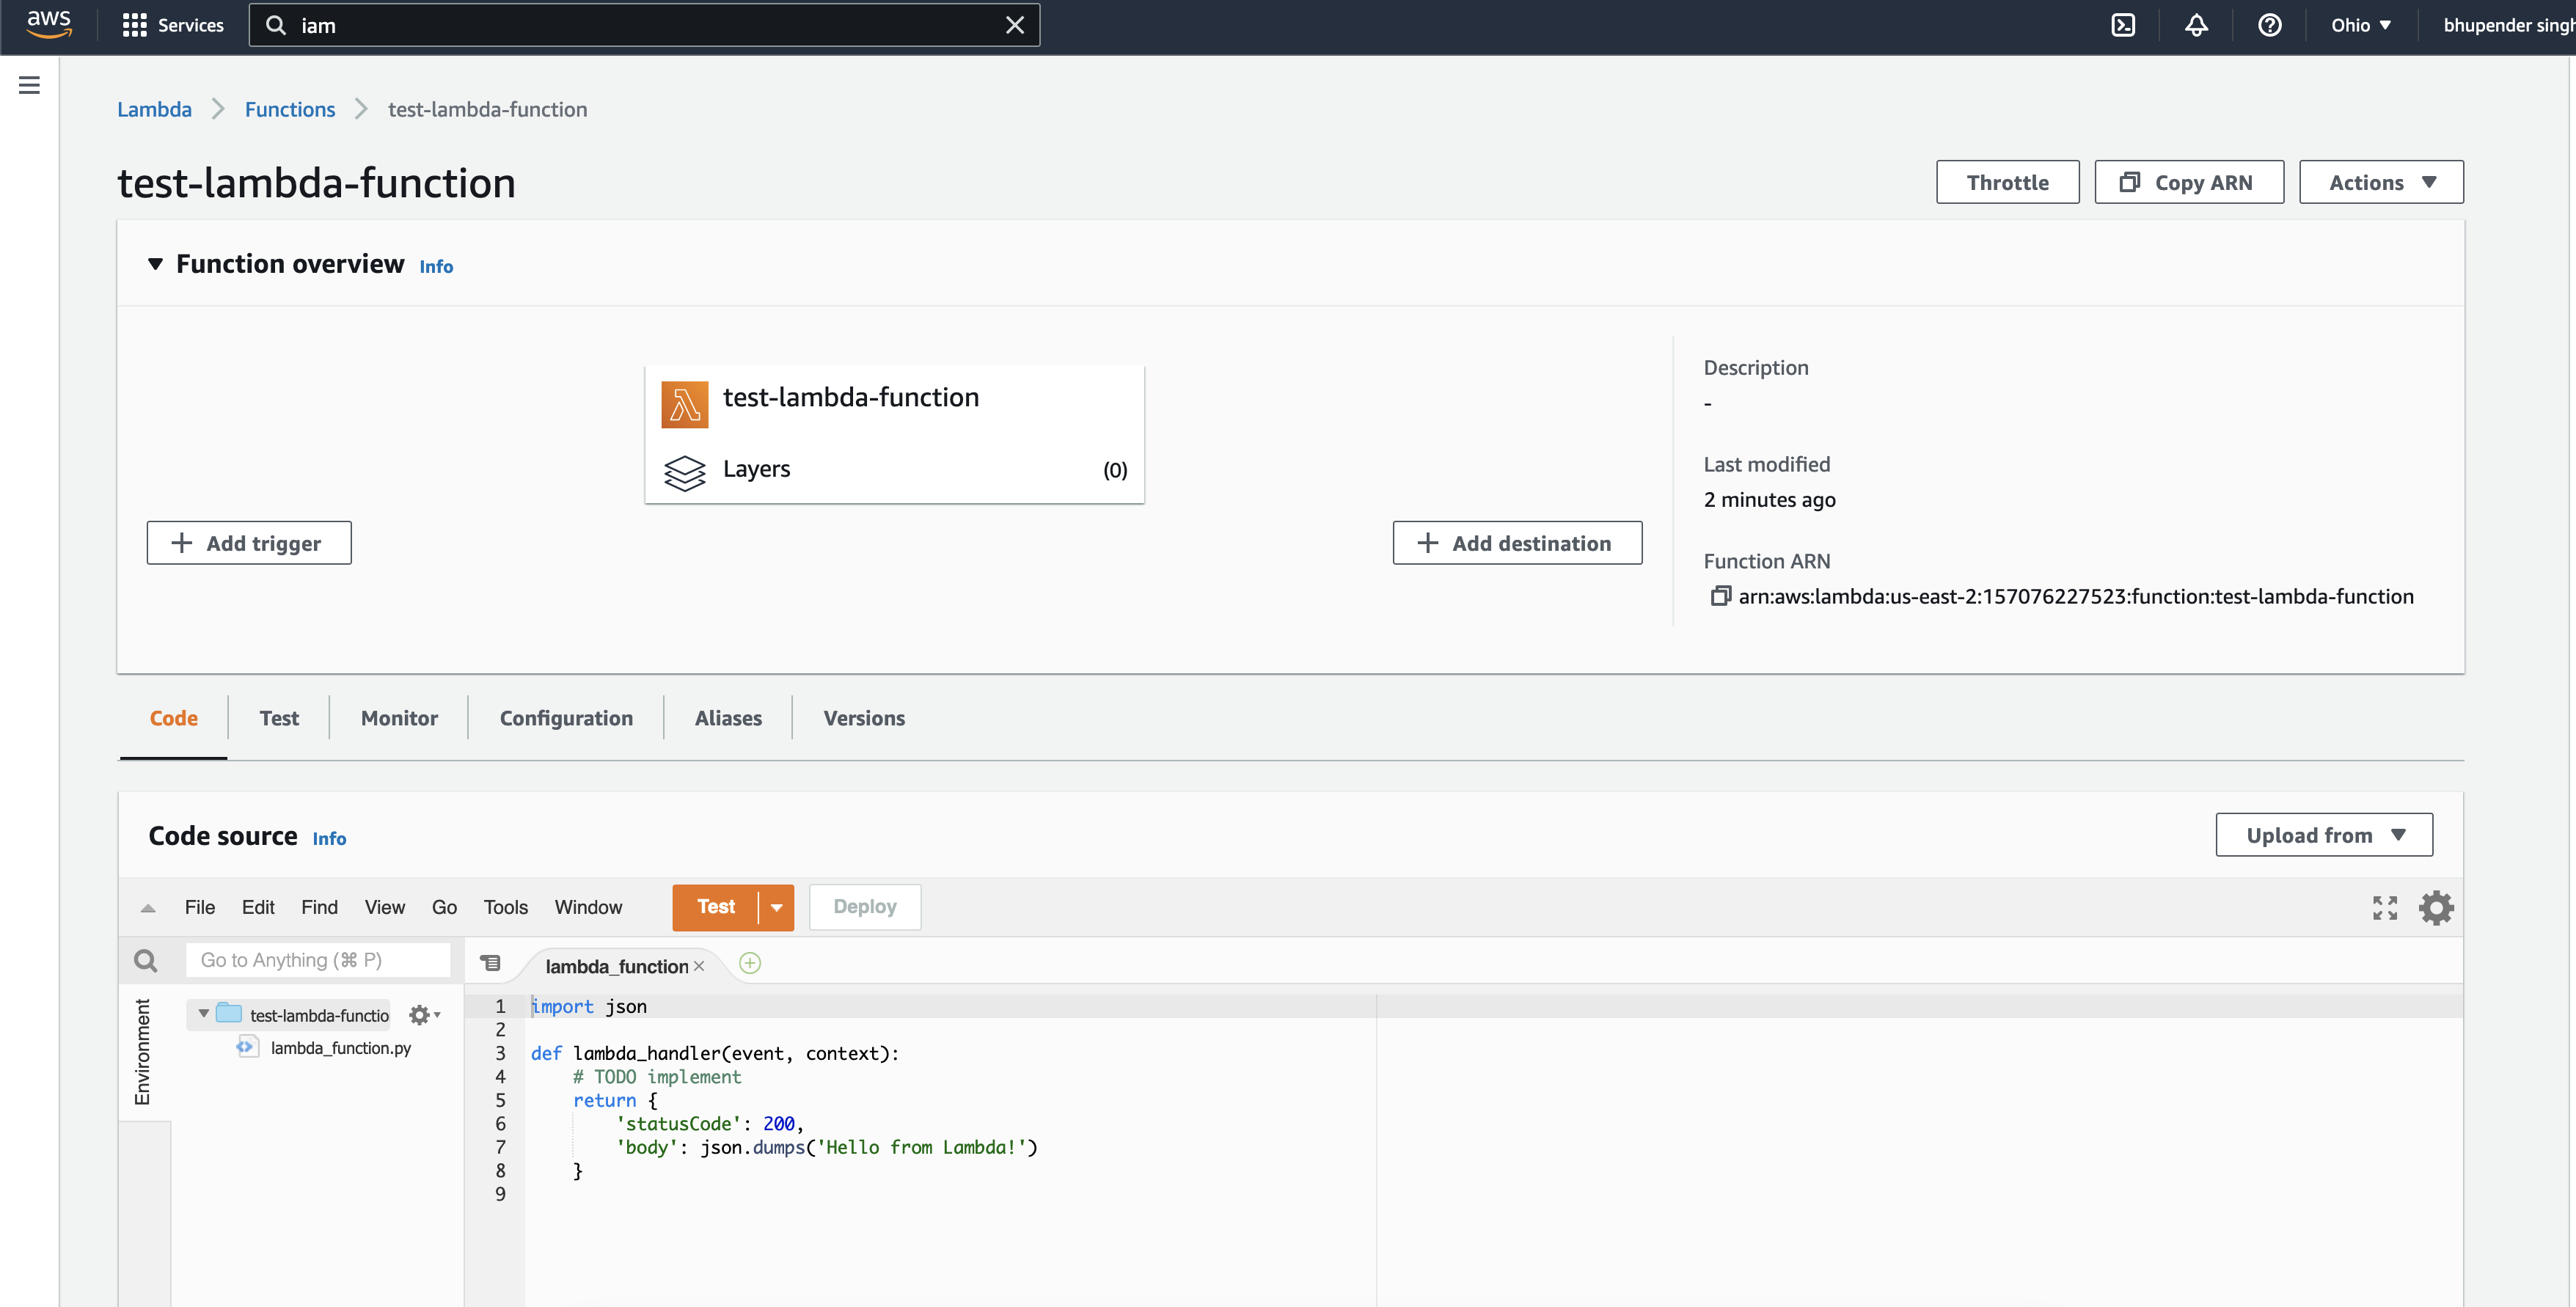 aws Services iam Ohio bhupender singh
Lambda Functions test-lambda-function
test-lambda-function
Throttle Copy ARN Actions
Function overview Info
test-lambda-function
Layers (0)
Add trigger
Add destination
Description
-
Last modified
2 minutes ago
Function ARN
arn:aws:lambda:us-east-2:157076227523:function:test-lambda-function
Code Test Monitor Configuration Aliases Versions
Code source Info
Upload from
File Edit Find View Go Tools Window Test Deploy
Go to Anything (⌘ P)
lambda_function
Environment
test-lambda-functio
lambda_function.py
1 import json
2
3 def lambda_handler(event, context):
4     # TODO implement
5     return {
6         'statusCode': 200,
7         'body': json.dumps('Hello from Lambda!')
8     }
9